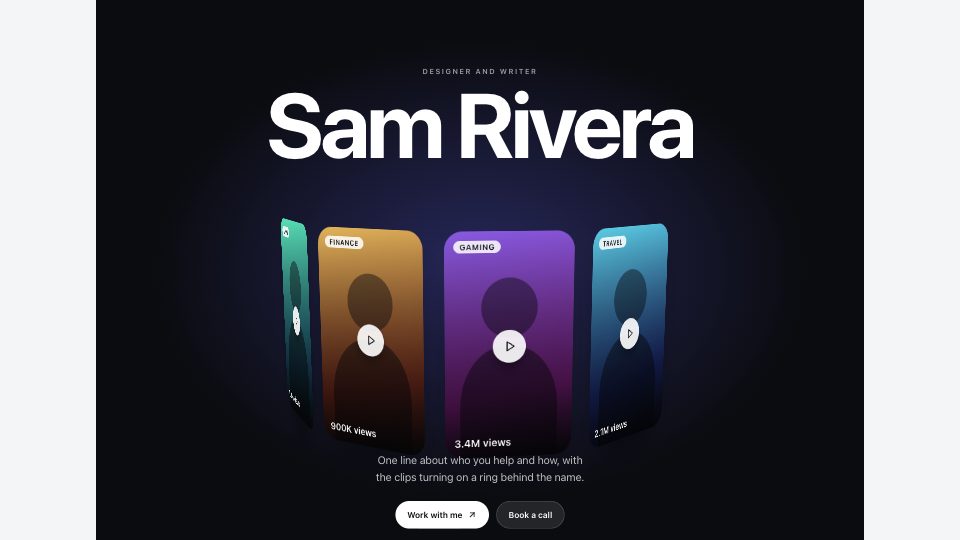 DESIGNER AND WRITER
Sam Rivera
FINANCE
GAMING
TRAVEL
900K views
3.4M views
2.1M views
One line about who you help and how, with
the clips turning on a ring behind the name.
Work with me
Book a call